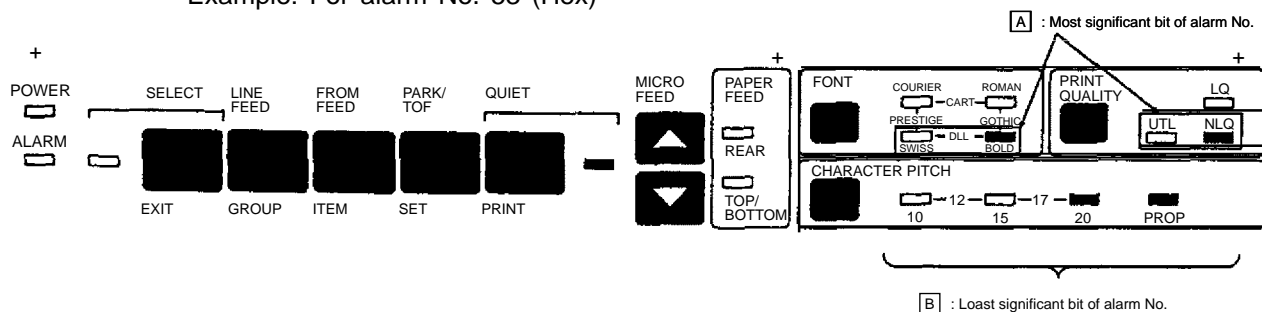 Example: For alarm No. 53 (Hex)
A : Most significant bit of alarm No.
+ + +
POWER SELECT LINE FEED FROM FEED PARK/ TOF QUIET MICRO FEED PAPER FEED FONT COURIER CART ROMAN PRINT QUALITY LQ
PRESTIGE GOTHIC UTL NLQ
ALARM REAR SWISS DLL BOLD
CHARACTER PITCH
EXIT GROUP ITEM SET PRINT TOP/ BOTTOM 10 12 15 17 20 PROP
B : Loast significant bit of alarm No.